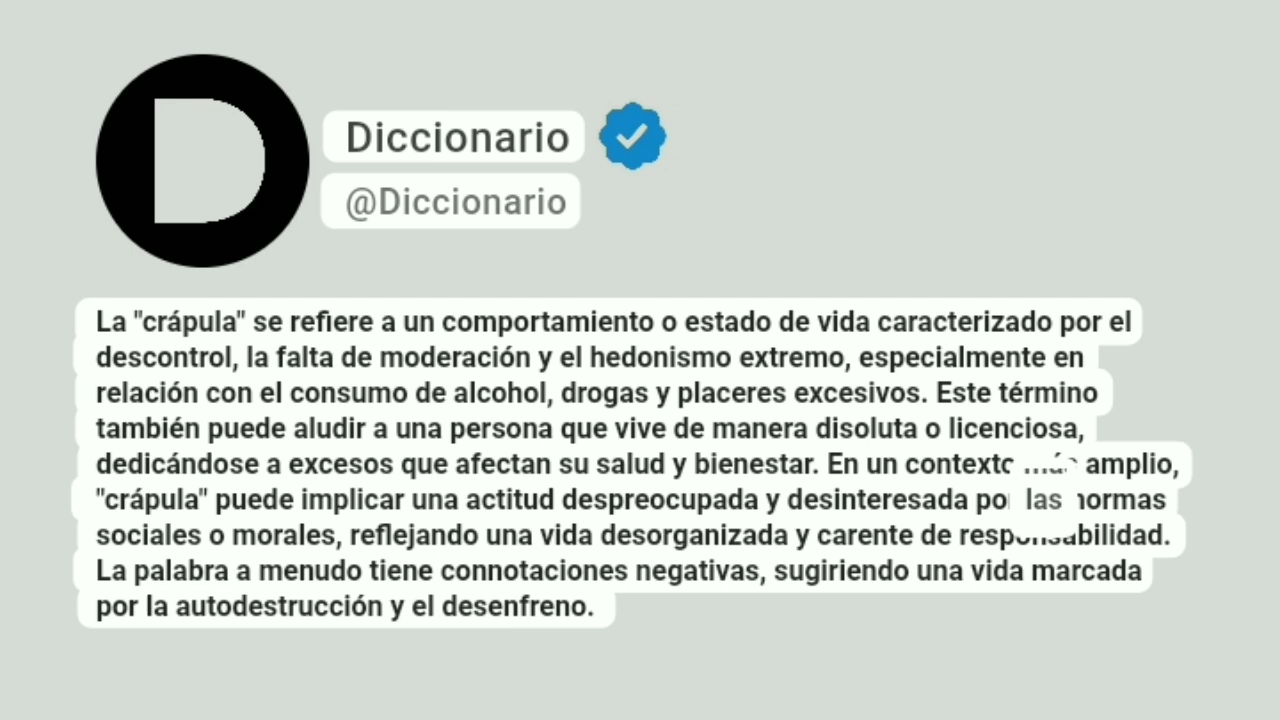 D
Diccionario
@Diccionario
La "crápula" se refiere a un comportamiento o estado de vida caracterizado por el
descontrol, la falta de moderación y el hedonismo extremo, especialmente en
relación con el consumo de alcohol, drogas y placeres excesivos. Este término
también puede aludir a una persona que vive de manera disoluta o licenciosa,
dedicándose a excesos que afectan su salud y bienestar. En un contexto más amplio,
"crápula" puede implicar una actitud despreocupada y desinteresada por las normas
sociales o morales, reflejando una vida desorganizada y carente de responsabilidad.
La palabra a menudo tiene connotaciones negativas, sugiriendo una vida marcada
por la autodestrucción y el desenfreno.